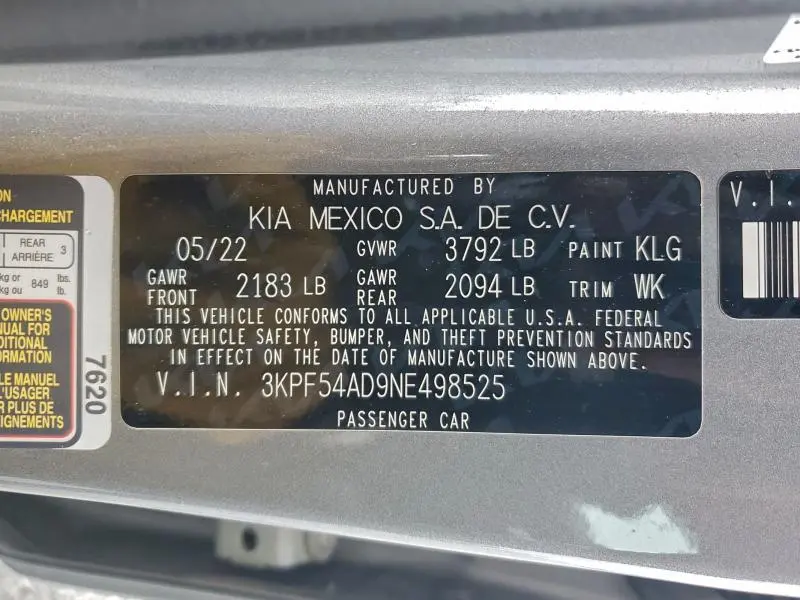 ON
CHARGEMENT
REAR
ARRIÈRE 3
kg or
kg ou 849 lbs.
lb.
OWNER'S
ANUAL FOR
DITIONAL
ORMATION
LE MANUEL
L'USAGER
R PLUS DE
IGNEMENTS
7620
MANUFACTURED BY
KIA MEXICO S.A. DE C.V.
05/22 GVWR 3792 LB PAINT KLG
GAWR FRONT 2183 LB GAWR REAR 2094 LB TRIM WK
THIS VEHICLE CONFORMS TO ALL APPLICABLE U.S.A. FEDERAL
MOTOR VEHICLE SAFETY, BUMPER, AND THEFT PREVENTION STANDARDS
IN EFFECT ON THE DATE OF MANUFACTURE SHOWN ABOVE.
V.I.N. 3KPF54AD9NE498525
PASSENGER CAR
V.I.